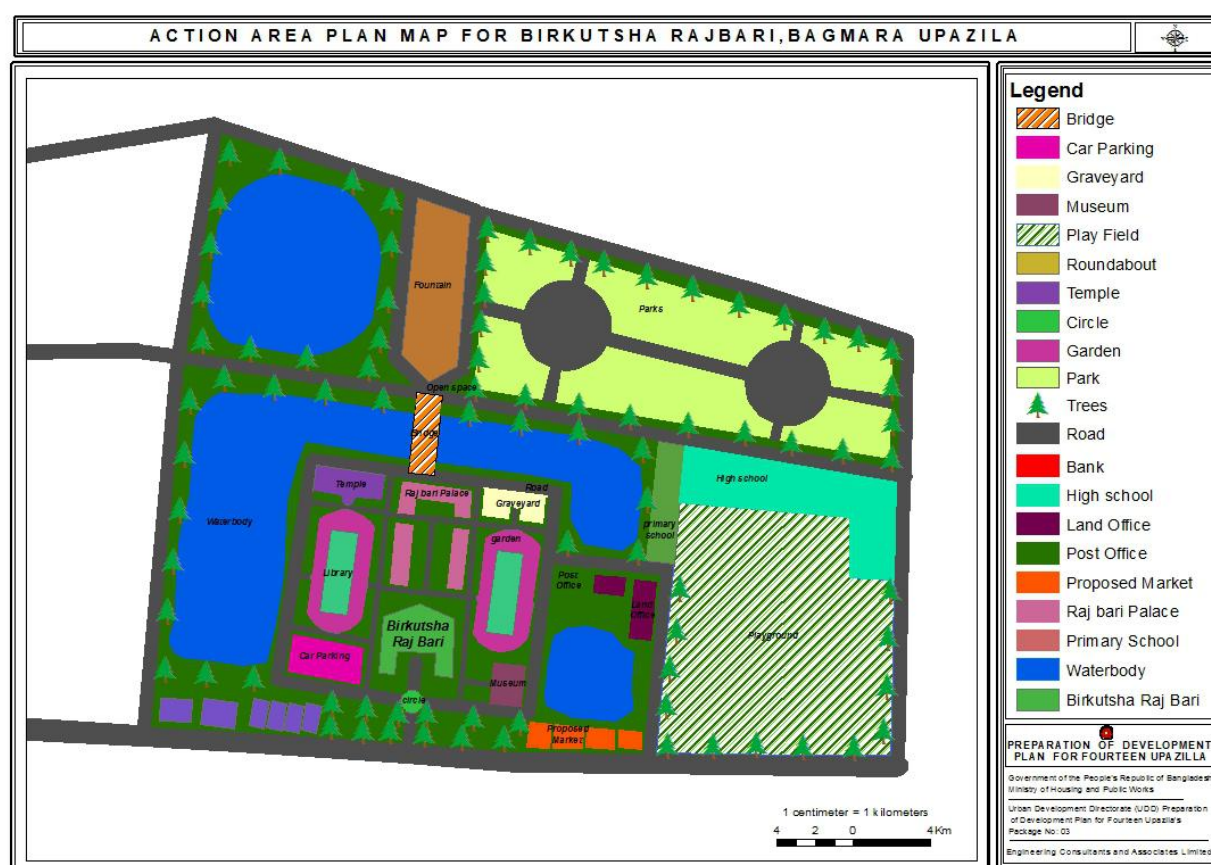 ACTION AREA PLAN MAP FOR BIRKUTSHA RAJBARI,BAGMARA UPAZILA
Fountain
Parks
Open space
Bridge
Temple
Raj bari Palace
Road
Graveyard
High school
Waterbody
garden
primary
school
Library
Post
Office
Land
Office
Birkutsha
Raj Bari
Playground
Car Parking
Museum
circle
Proposed
Market
1 centimeter = 1 kilometers
4 2 0 4 Km
Legend
Bridge
Car Parking
Graveyard
Museum
Play Field
Roundabout
Temple
Circle
Garden
Park
Trees
Road
Bank
High school
Land Office
Post Office
Proposed Market
Raj bari Palace
Primary School
Waterbody
Birkutsha Raj Bari
PREPARATION OF DEVELOPMENT
PLAN FOR FOURTEEN UPAZILLA
Government of the People's Republic of Bangladesh
Ministry of Housing and Public Works
Urban Development Directorate (UDD) Preparation
of Development Plan for Fourteen Upazila's
Package No: 03
Engineering Consultants and Associates Limited